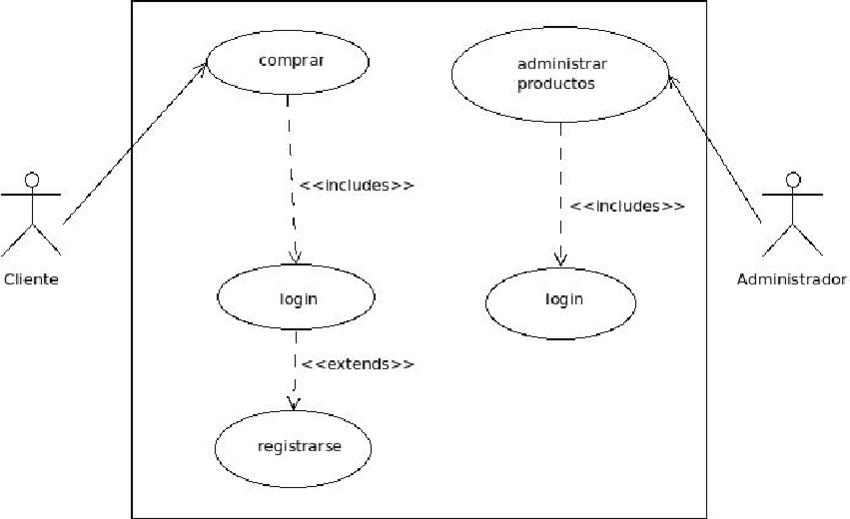 comprar
administrar
productos
<<includes>>
<<includes>>
Cliente
Administrador
login
login
<<extends>>
registrarse